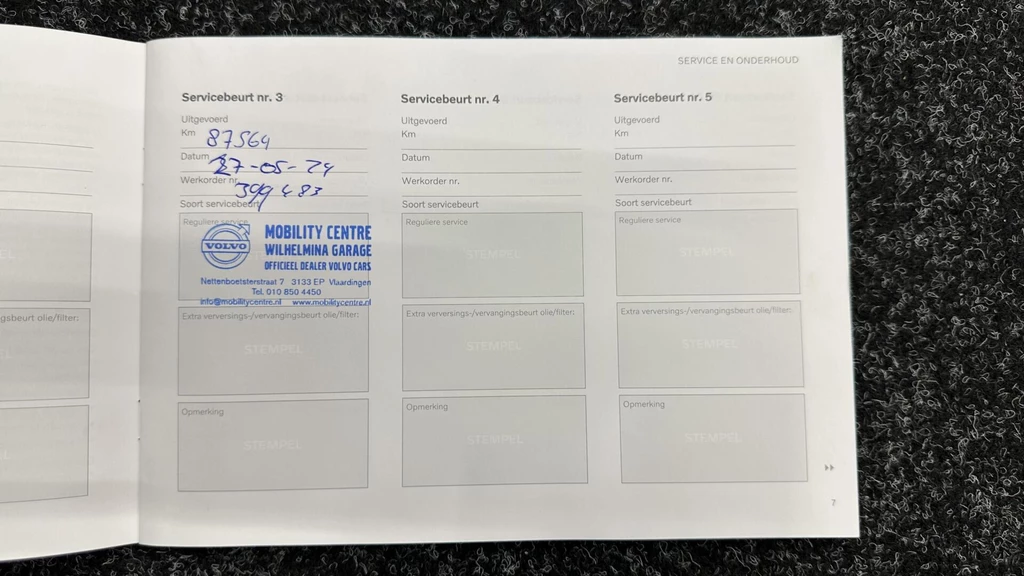 SERVICE EN ONDERHOUD
Servicebeurt nr. 3
Uitgevoerd
Km 87564
Datum 27-05-24
Werkorder nr. 399483
Soort servicebeurt
Reguliere service
VOLVO
MOBILITY CENTRE
WILHELMINA GARAGE
OFFICIEEL DEALER VOLVO CARS
Nettenboetsterstraat 7 3133 EP Vlaardingen
Tel. 010 850 4450
info@mobilitycentre.nl www.mobilitycentre.nl
Extra verversings-/vervangingsbeurt olie/filter:
STEMPEL
Opmerking
STEMPEL
Servicebeurt nr. 4
Uitgevoerd
Km
Datum
Werkorder nr.
Soort servicebeurt
Reguliere service
STEMPEL
Extra verversings-/vervangingsbeurt olie/filter:
STEMPEL
Opmerking
STEMPEL
Servicebeurt nr. 5
Uitgevoerd
Km
Datum
Werkorder nr.
Soort servicebeurt
Reguliere service
STEMPEL
Extra verversings-/vervangingsbeurt olie/filter:
STEMPEL
Opmerking
STEMPEL
7